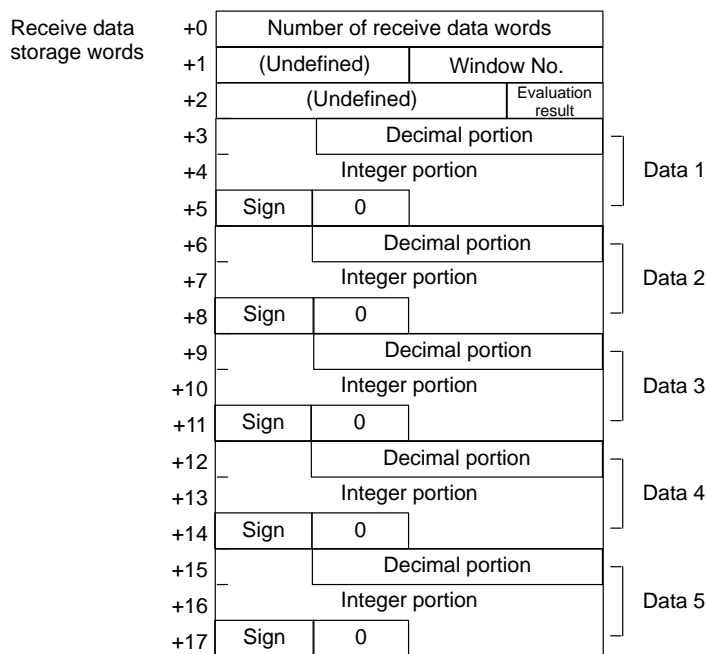 Receive data
storage words
+0 Number of receive data words
+1 (Undefined) Window No.
+2 (Undefined) Evaluation
result
+3 Decimal portion
+4 Integer portion Data 1
+5 Sign 0
+6 Decimal portion
+7 Integer portion Data 2
+8 Sign 0
+9 Decimal portion
+10 Integer portion Data 3
+11 Sign 0
+12 Decimal portion
+13 Integer portion Data 4
+14 Sign 0
+15 Decimal portion
+16 Integer portion Data 5
+17 Sign 0